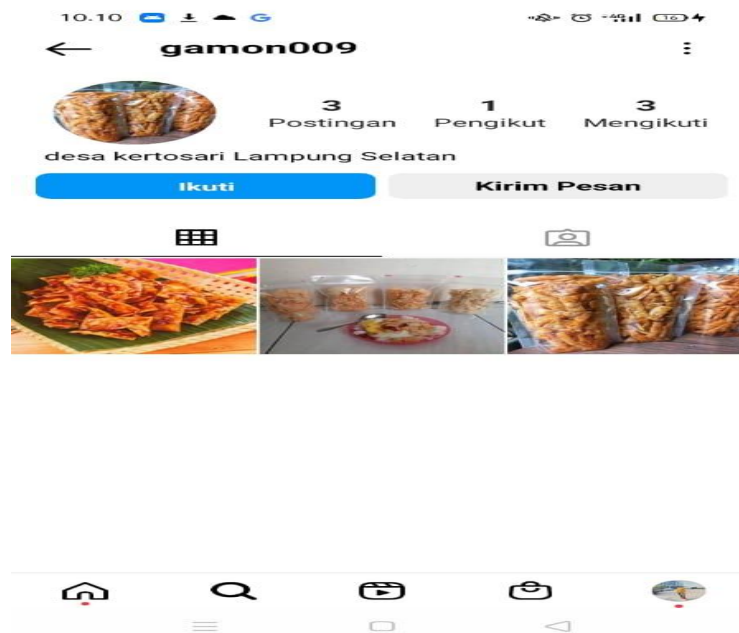 10.10
gamon009
3 1 3
Postingan Pengikut Mengikuti
desa kertosari Lampung Selatan
Ikuti Kirim Pesan